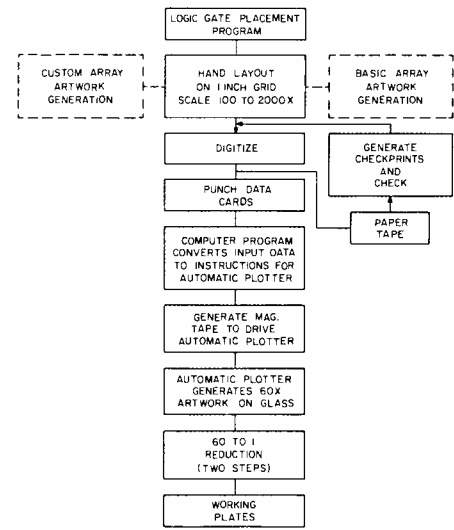 LOGIC GATE PLACEMENT
PROGRAM
CUSTOM ARRAY
ARTWORK
GENERATION
HAND LAYOUT
ON 1 INCH GRID
SCALE 100 TO 2000X
BASIC ARRAY
ARTWORK
GENERATION
DIGITIZE
GENERATE
CHECKPRINTS
AND
CHECK
PUNCH DATA
CARDS
PAPER
TAPE
COMPUTER PROGRAM
CONVERTS INPUT DATA
TO INSTRUCTIONS FOR
AUTOMATIC PLOTTER
GENERATE MAG.
TAPE TO DRIVE
AUTOMATIC PLOTTER
AUTOMATIC PLOTTER
GENERATES 60X
ARTWORK ON GLASS
60 TO 1
REDUCTION
(TWO STEPS)
WORKING
PLATES